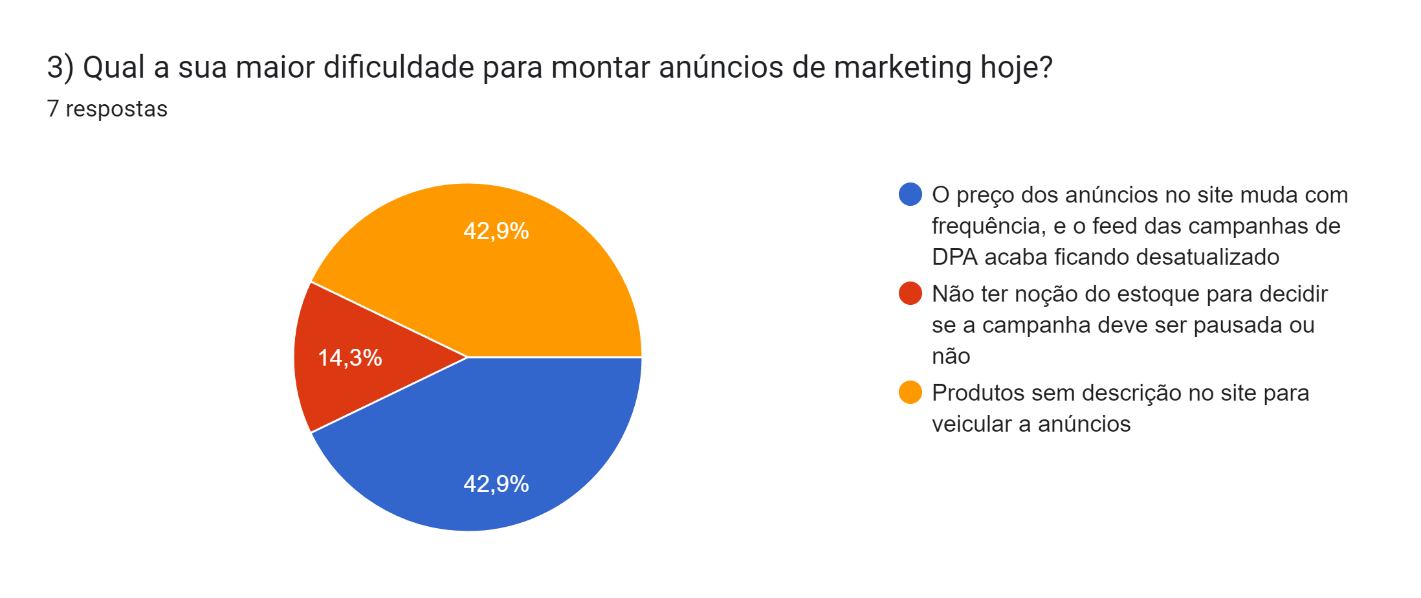 3) Qual a sua maior dificuldade para montar anúncios de marketing hoje?
7 respostas
42,9%
14,3%
42,9%
O preço dos anúncios no site muda com
frequência, e o feed das campanhas de
DPA acaba ficando desatualizado
Não ter noção do estoque para decidir
se a campanha deve ser pausada ou
não
Produtos sem descrição no site para
veicular a anúncios